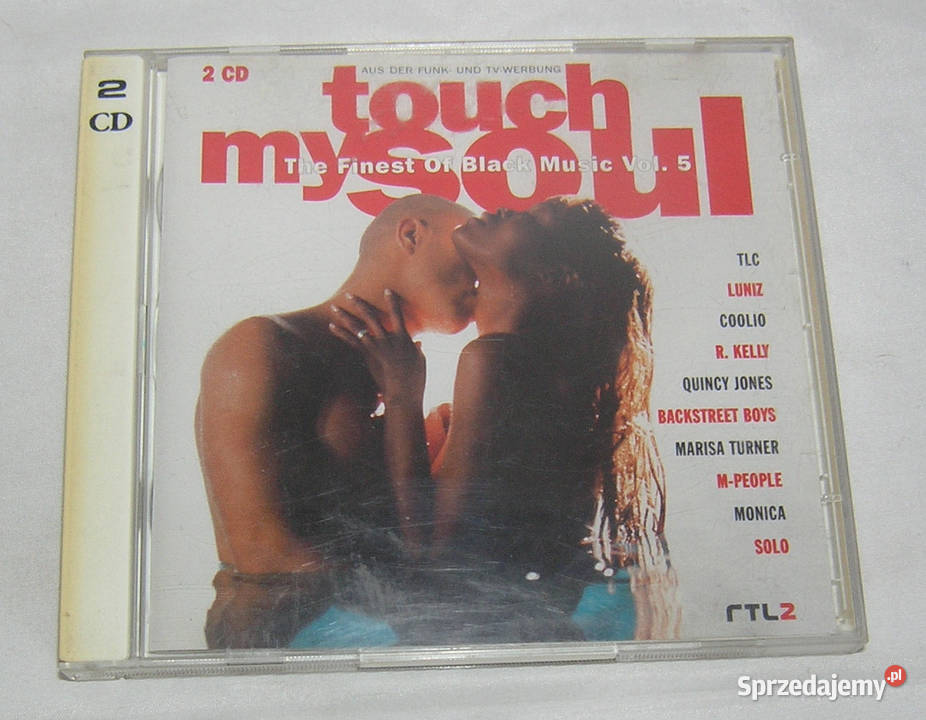 2
CD
2 CD
AUS DER FUNK- UND TV-WERBUNG
touch
my soul
The Finest Of Black Music Vol. 5
TLC
LUNIZ
COOLIO
R. KELLY
QUINCY JONES
BACKSTREET BOYS
MARISA TURNER
M-PEOPLE
MONICA
SOLO
RTL2
Sprzedajemy.pl